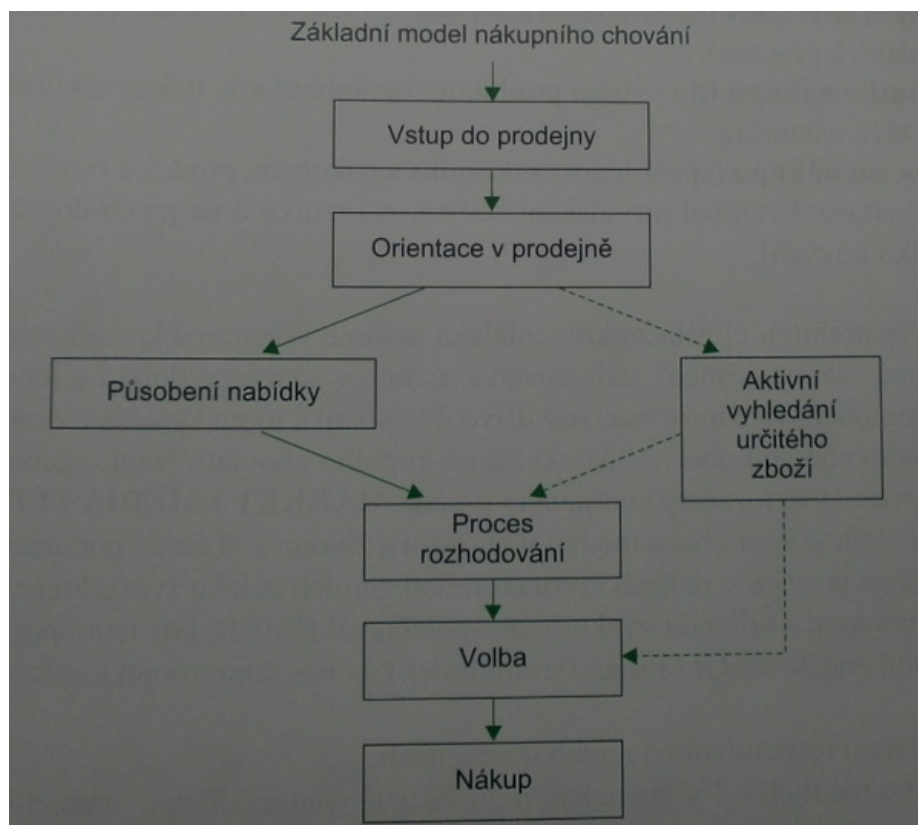 Základní model nákupního chování
Vstup do prodejny
Orientace v prodejně
Působení nabídky
Aktivní
vyhledání
určitého
zboží
Proces
rozhodování
Volba
Nákup